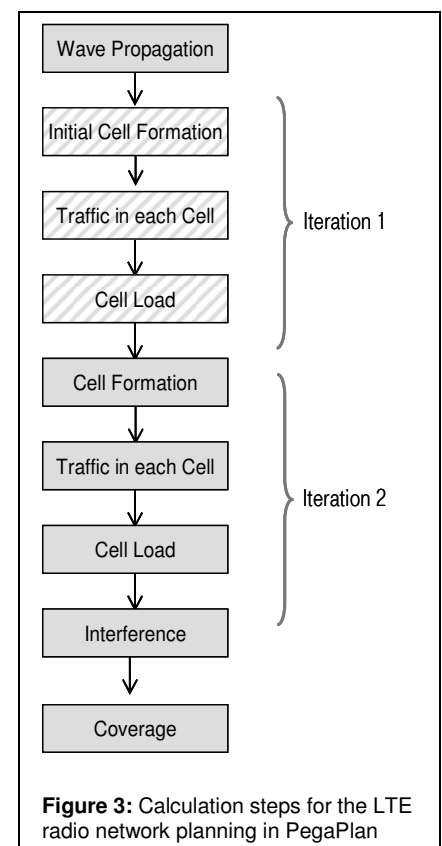 Wave Propagation
Initial Cell Formation
Traffic in each Cell
Cell Load
Iteration 1
Cell Formation
Traffic in each Cell
Cell Load
Interference
Iteration 2
Coverage
Figure 3: Calculation steps for the LTE
radio network planning in PegaPlan